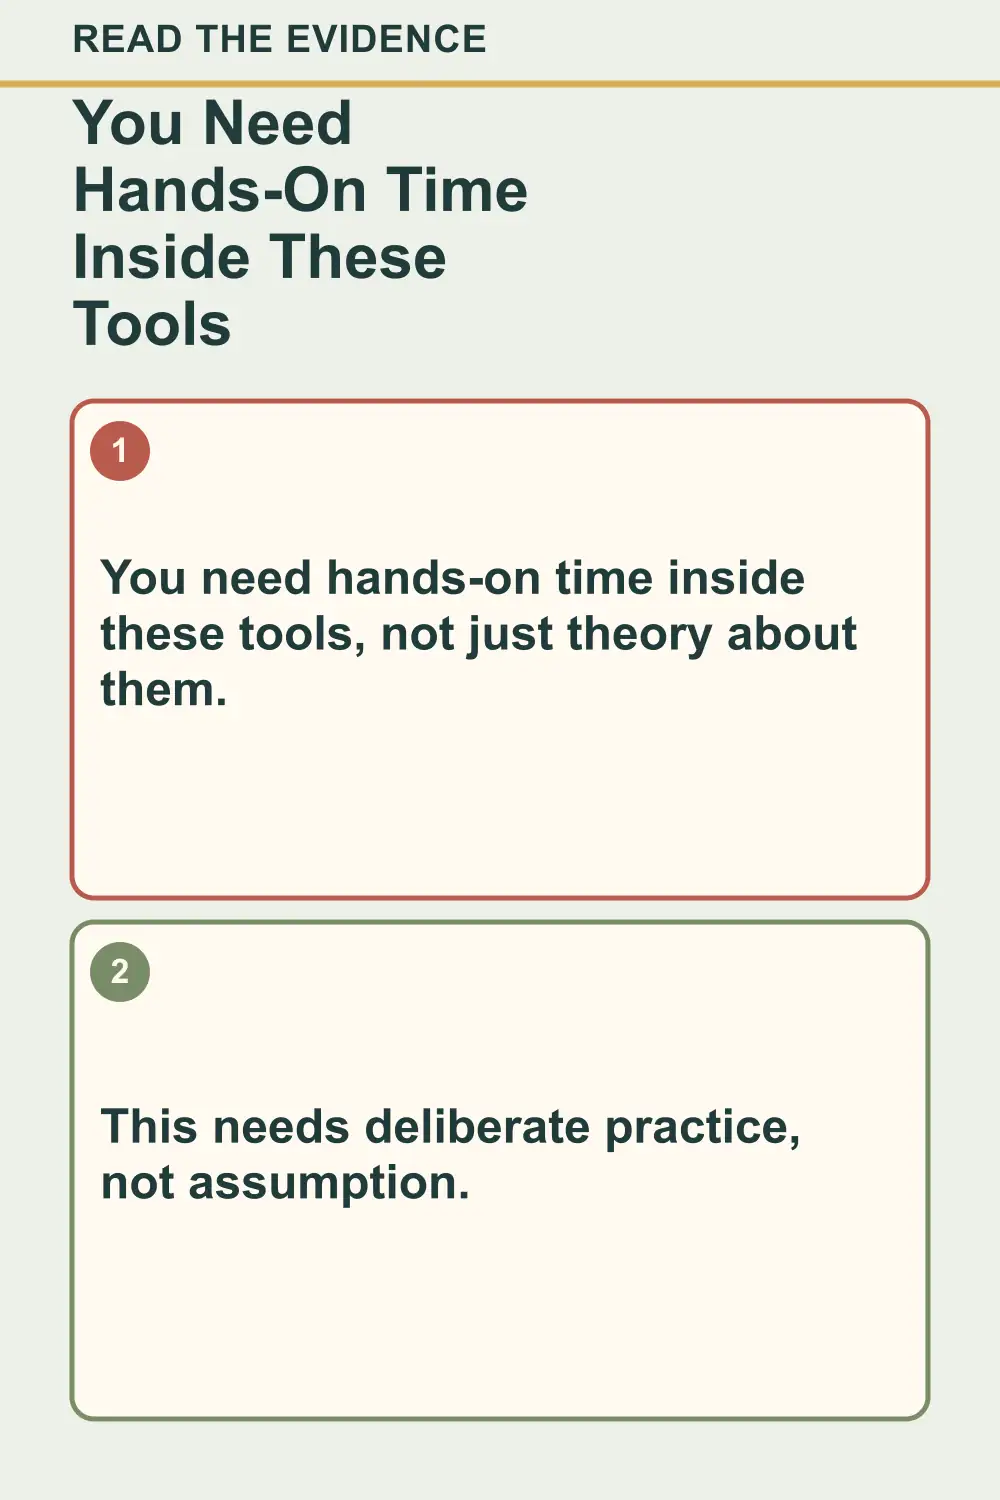 READ THE EVIDENCE
You Need
Hands-On Time
Inside These
Tools
1
You need hands-on time inside
these tools, not just theory about
them.
2
This needs deliberate practice,
not assumption.